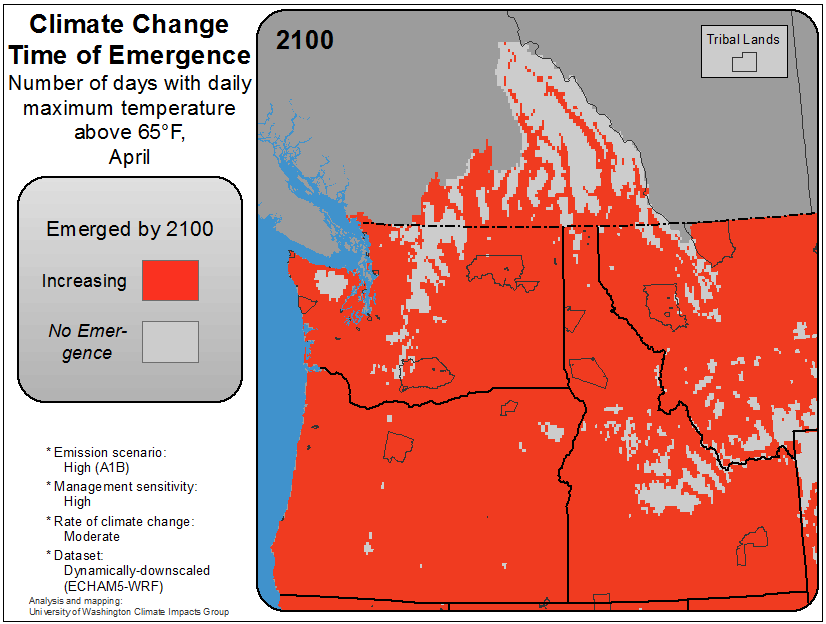 Climate Change
Time of Emergence
Number of days with daily
maximum temperature
above 65°F,
April
Emerged by 2100
Increasing
No Emer-
gence
* Emission scenario:
High (A1B)
* Management sensitivity:
High
* Rate of climate change:
Moderate
* Dataset:
Dynamically-downscaled
(ECHAM5-WRF)
Analysis and mapping:
University of Washington Climate Impacts Group
2100
Tribal Lands